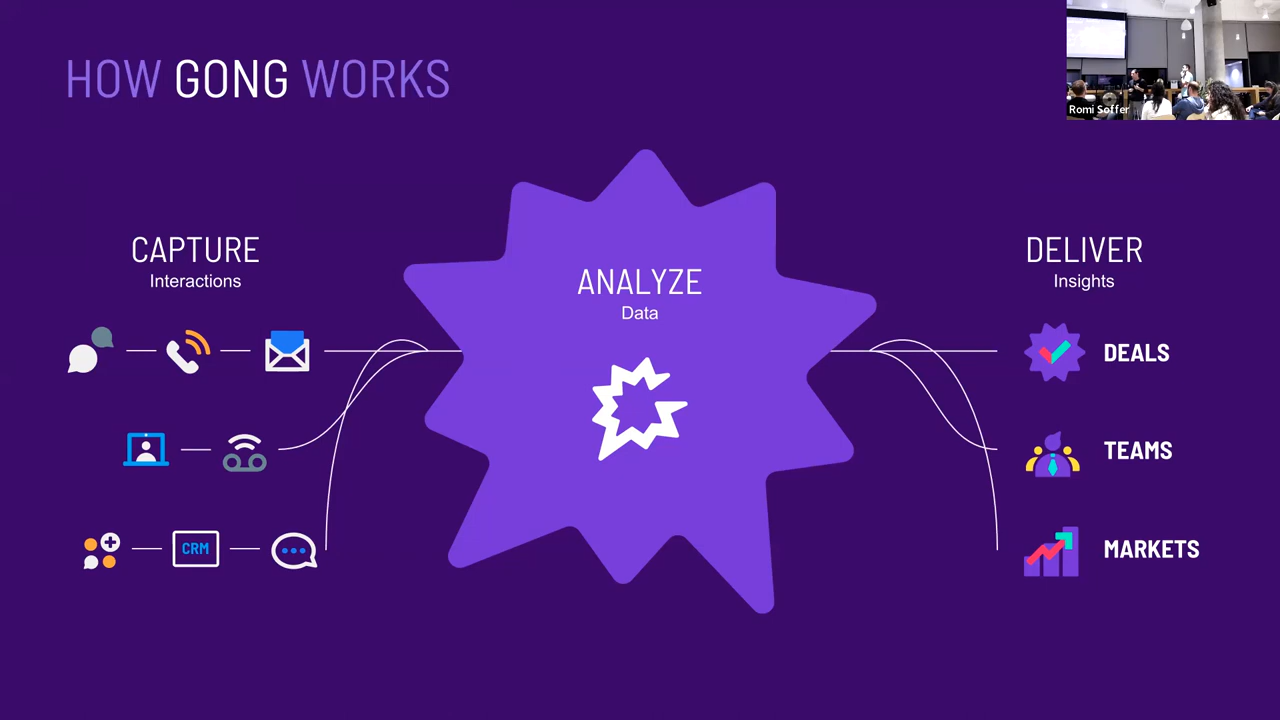 HOW GONG WORKS
Romi Soffer
CAPTURE
Interactions
ANALYZE
Data
DELIVER
Insights
DEALS
TEAMS
CRM
MARKETS